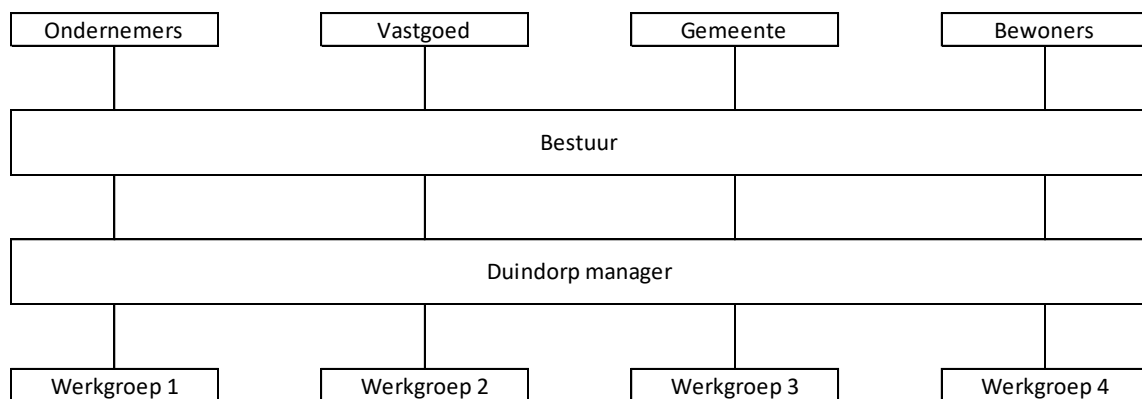 Ondernemers
Vastgoed
Gemeente
Bewoners
Bestuur
Duindorp manager
Werkgroep 1
Werkgroep 2
Werkgroep 3
Werkgroep 4